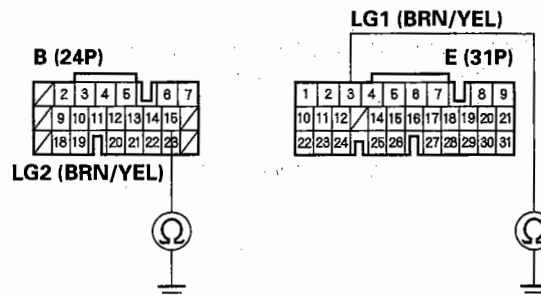 LG1 (BRN/YEL)
B (24P)
E (31P)
2 3 4 5 6 7
9 10 11 12 13 14 15
18 19 20 21 22 23
1 2 3 4 5 6 7 8 9
10 11 12 14 15 16 17 18 19 20 21
22 23 24 25 26 27 28 29 30 31
LG2 (BRN/YEL)
Ω
Ω